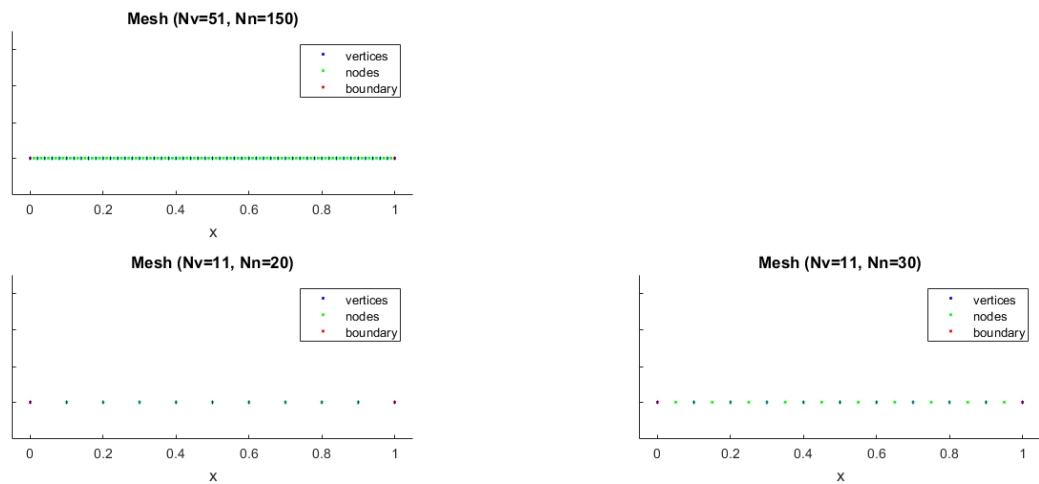 Mesh (Nv=51, Nn=150)
vertices
nodes
boundary
0 0.2 0.4 0.6 0.8 1
x
Mesh (Nv=11, Nn=20)
vertices
nodes
boundary
0 0.2 0.4 0.6 0.8 1
x
Mesh (Nv=11, Nn=30)
vertices
nodes
boundary
0 0.2 0.4 0.6 0.8 1
x